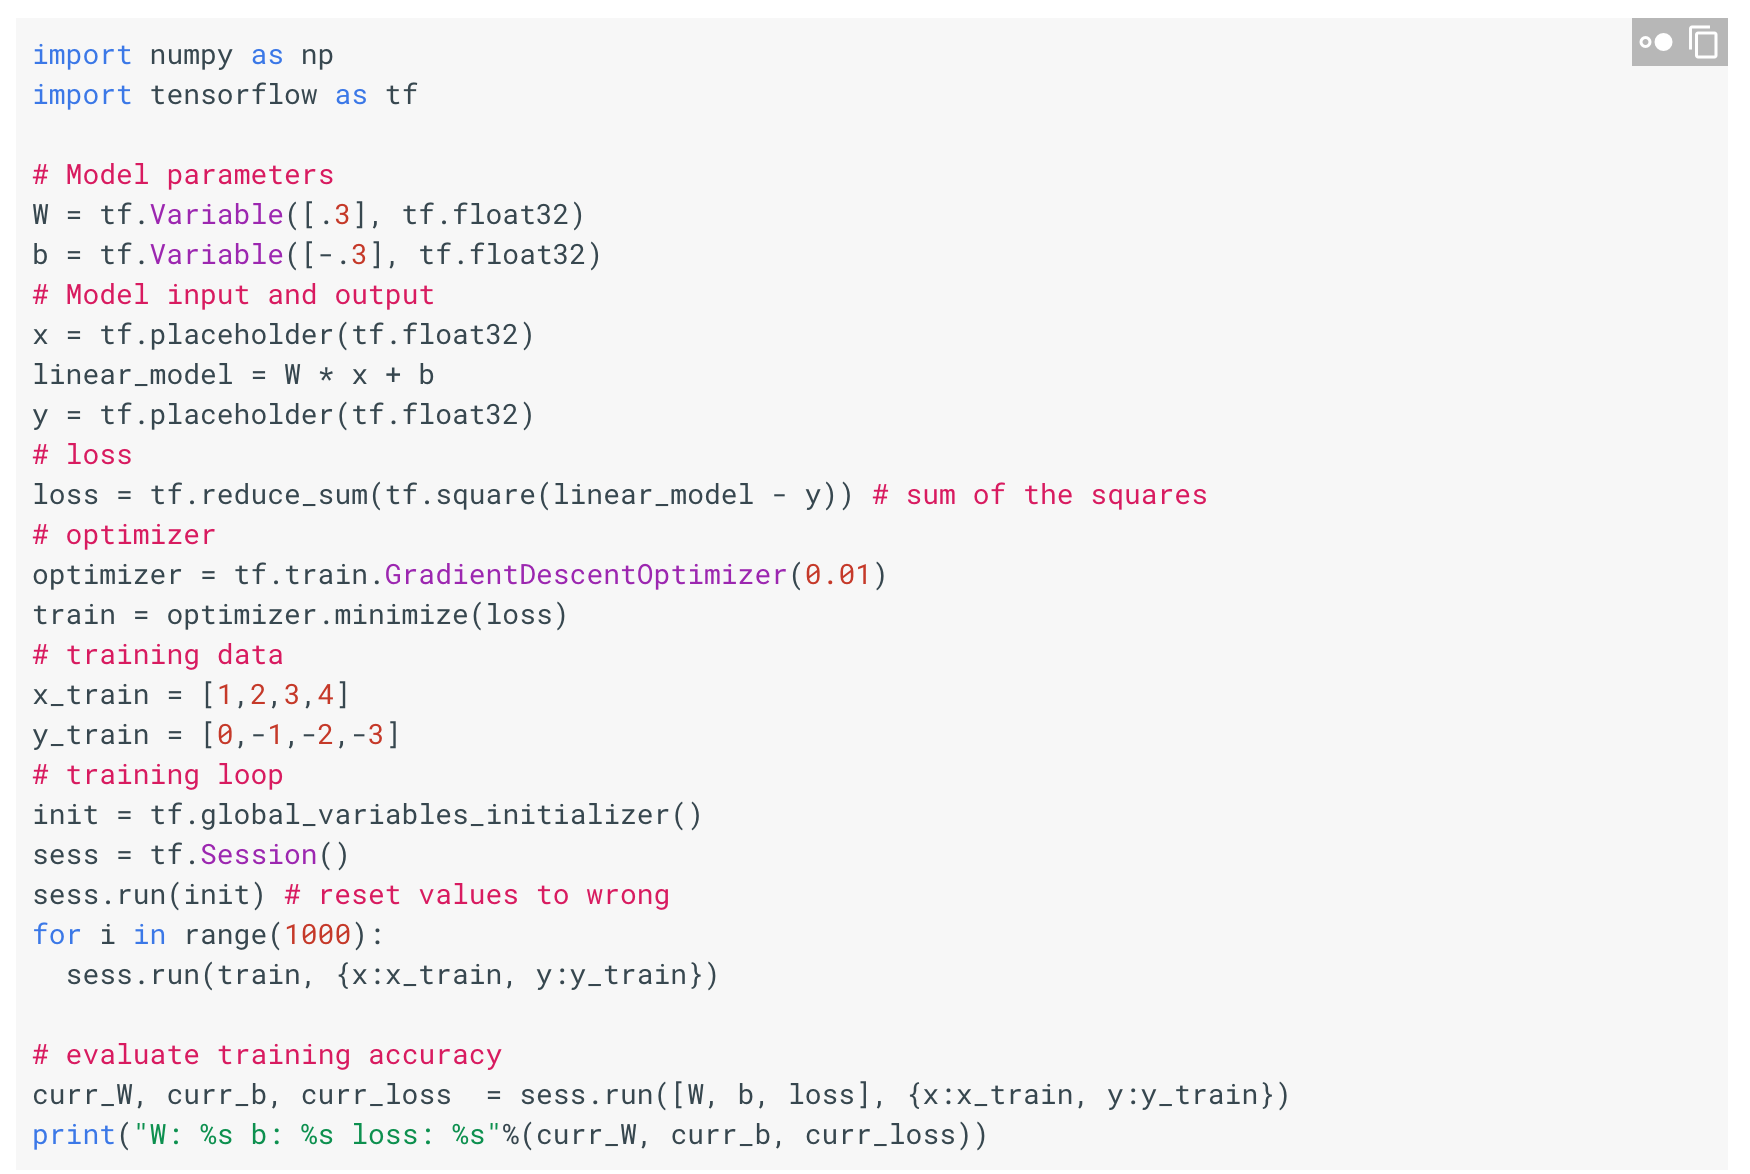 import numpy as np
import tensorflow as tf

# Model parameters
W = tf.Variable([.3], tf.float32)
b = tf.Variable([-.3], tf.float32)
# Model input and output
x = tf.placeholder(tf.float32)
linear_model = W * x + b
y = tf.placeholder(tf.float32)
# loss
loss = tf.reduce_sum(tf.square(linear_model - y)) # sum of the squares
# optimizer
optimizer = tf.train.GradientDescentOptimizer(0.01)
train = optimizer.minimize(loss)
# training data
x_train = [1,2,3,4]
y_train = [0,-1,-2,-3]
# training loop
init = tf.global_variables_initializer()
sess = tf.Session()
sess.run(init) # reset values to wrong
for i in range(1000):
  sess.run(train, {x:x_train, y:y_train})

# evaluate training accuracy
curr_W, curr_b, curr_loss  = sess.run([W, b, loss], {x:x_train, y:y_train})
print("W: %s b: %s loss: %s"%(curr_W, curr_b, curr_loss))